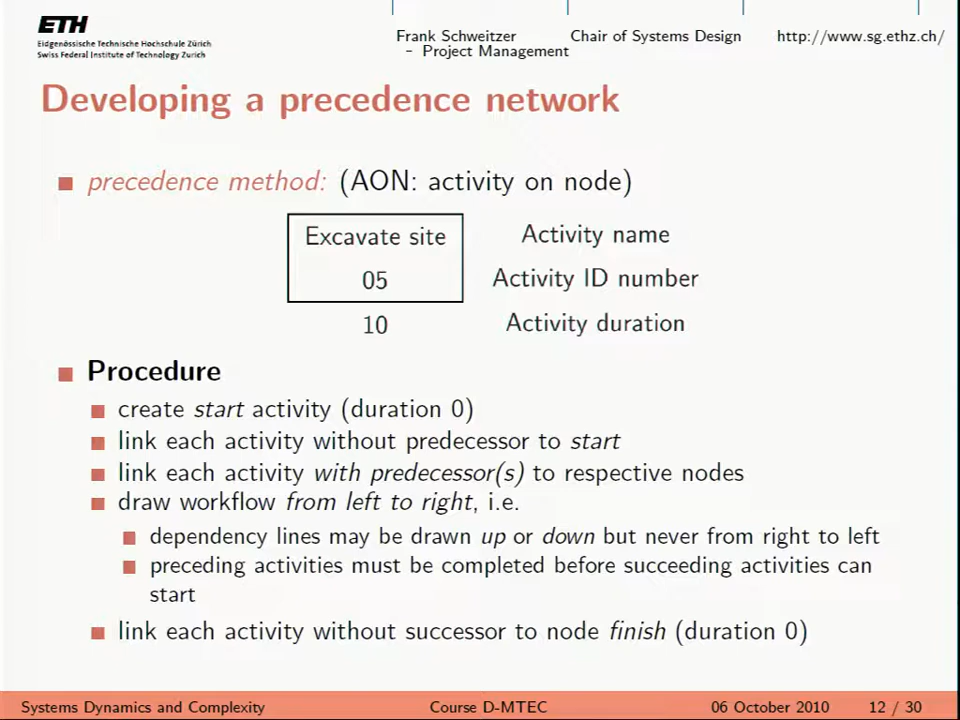 ETH
Eidgenössische Technische Hochschule Zürich
Swiss Federal Institute of Technology Zurich
Frank Schweitzer
– Project Management
Chair of Systems Design
http://www.sg.ethz.ch/
Developing a precedence network
precedence method: (AON: activity on node)
Excavate site Activity name
05 Activity ID number
10 Activity duration
Procedure
create start activity (duration 0)
link each activity without predecessor to start
link each activity with predecessor(s) to respective nodes
draw workflow from left to right, i.e.
dependency lines may be drawn up or down but never from right to left
preceding activities must be completed before succeeding activities can
start
link each activity without successor to node finish (duration 0)
Systems Dynamics and Complexity Course D-MTEC 06 October 2010 12 / 30